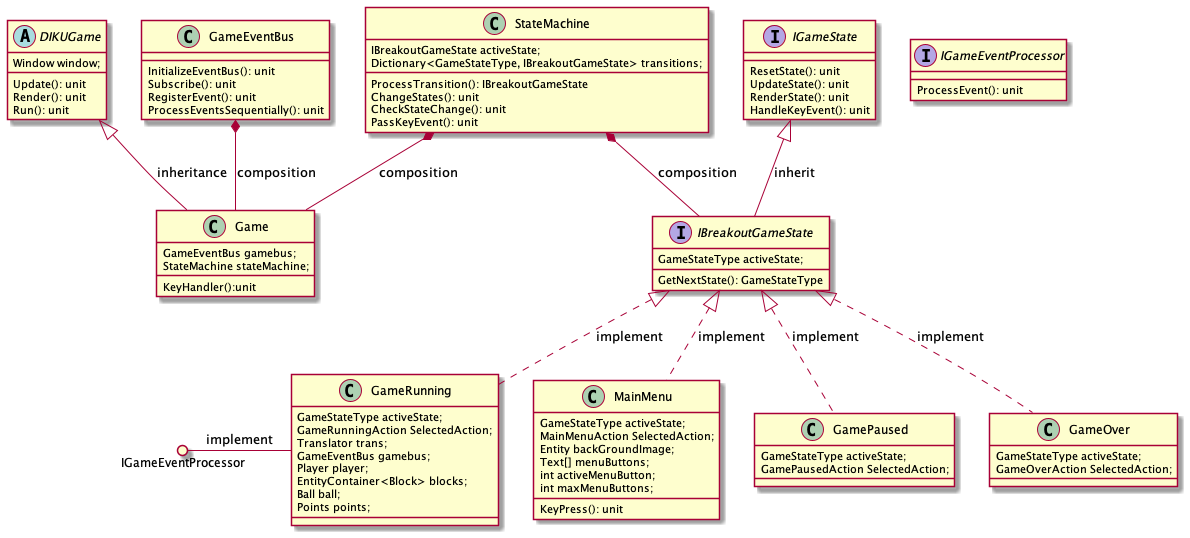 A DIKUGame
Window window;
Update(): unit
Render(): unit
Run(): unit
C GameEventBus
InitializeEventBus(): unit
Subscribe(): unit
RegisterEvent(): unit
ProcessEventsSequentially(): unit
C StateMachine
IBreakoutGameState activeState;
Dictionary<GameStateType, IBreakoutGameState> transitions;
ProcessTransition(): IBreakoutGameState
ChangeStates(): unit
CheckStateChange(): unit
PassKeyEvent(): unit
I IGameState
ResetState(): unit
UpdateState(): unit
RenderState(): unit
HandleKeyEvent(): unit
I IGameEventProcessor
ProcessEvent(): unit
inheritance
composition
composition
composition
inherit
C Game
GameEventBus gamebus;
StateMachine stateMachine;
KeyHandler():unit
I IBreakoutGameState
GameStateType activeState;
GetNextState(): GameStateType
implement
implement
implement
implement
implement
IGameEventProcessor
C GameRunning
GameStateType activeState;
GameRunningAction SelectedAction;
Translator trans;
GameEventBus gamebus;
Player player;
EntityContainer<Block> blocks;
Ball ball;
Points points;
C MainMenu
GameStateType activeState;
MainMenuAction SelectedAction;
Entity backGroundImage;
Text[] menuButtons;
int activeMenuButton;
int maxMenuButtons;
KeyPress(): unit
C GamePaused
GameStateType activeState;
GamePausedAction SelectedAction;
C GameOver
GameStateType activeState;
GameOverAction SelectedAction;